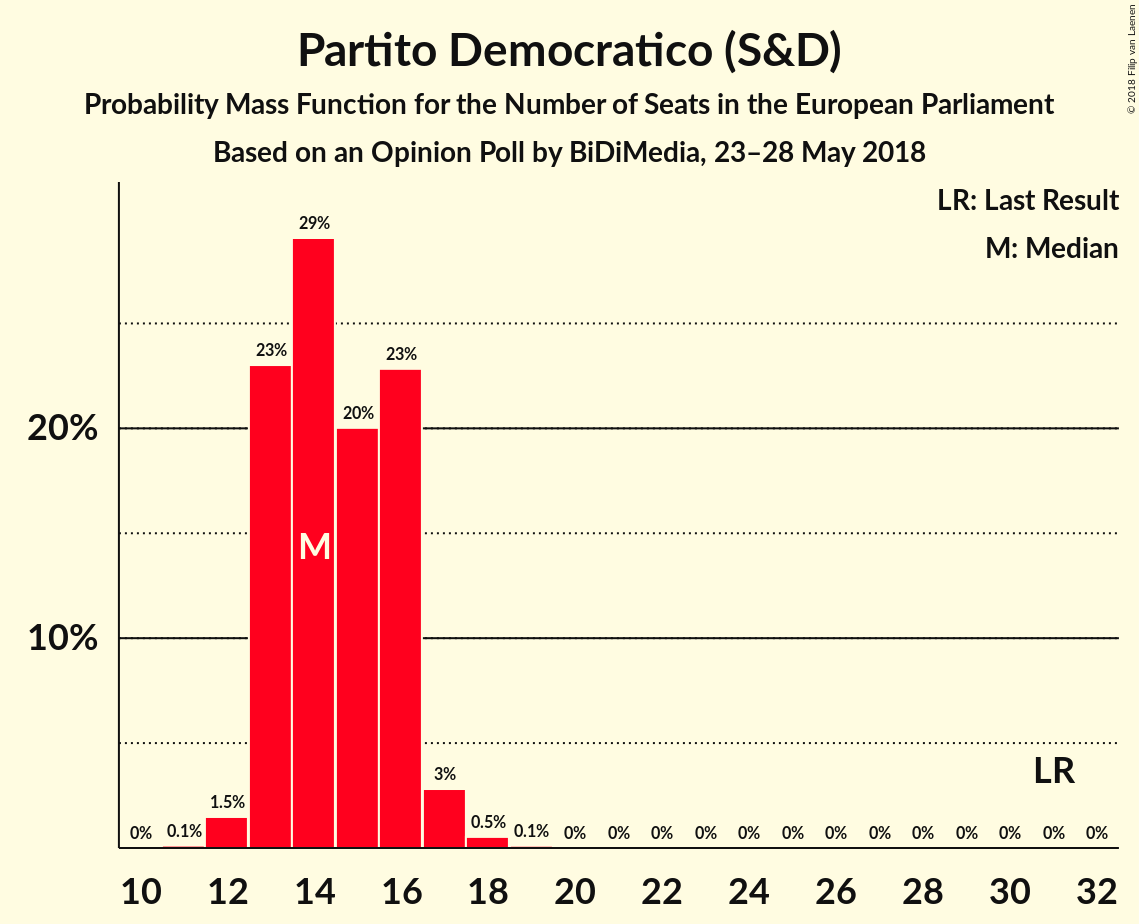 Partito Democratico (S&D)
Probability Mass Function for the Number of Seats in the European Parliament
Based on an Opinion Poll by BiDiMedia, 23–28 May 2018
© 2018 Filip van Laenen
LR: Last Result
M: Median
20%
10%
0%
0.1%
1.5%
23%
29%
20%
23%
3%
0.5%
0.1%
0%
0%
0%
0%
0%
0%
0%
0%
0%
0%
0%
0%
0%
M
LR
10 12 14 16 18 20 22 24 26 28 30 32